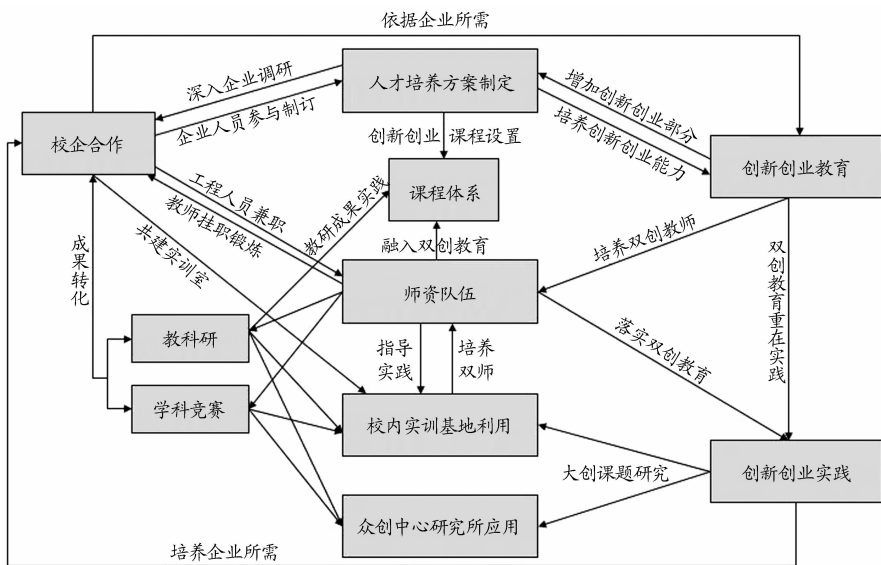 依据企业所需
深入企业调研
人才培养方案制定
增加创新创业部分
企业人员参与制订
培养创新创业能力
校企合作
创新创业 课程设置
创新创业教育
工程人员兼职
教师挂职锻炼
教研成果实践
课程体系
共建实训室
融入双创教育
培养双创教师
成果转化
师资队伍
双创教育重在实践
教科研
指导实践
培养双师
落实双创教育
学科竞赛
校内实训基地利用
大创课题研究
创新创业实践
众创中心研究所应用
培养企业所需